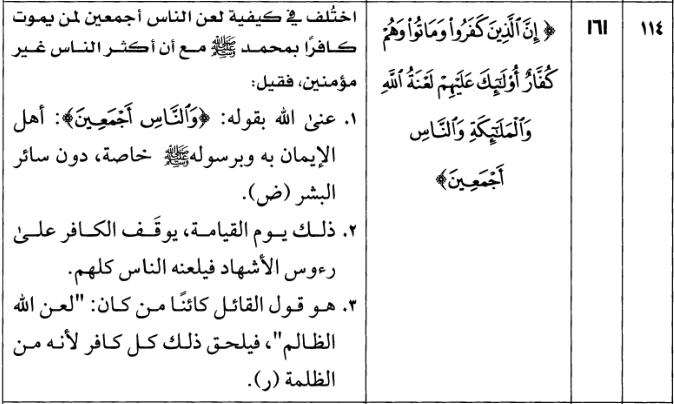 ١١٤
١٦١
﴿ إِنَّ ٱلَّذِينَ كَفَرُوا۟ وَمَاتُوا۟ وَهُمْ
كُفَّارٌ أُو۟لَـٰٓئِكَ عَلَيْهِمْ لَعْنَةُ ٱللَّهِ
وَٱلْمَلَـٰٓئِكَةِ وَٱلنَّاسِ
أَجْمَعِينَ﴾
اختُلف في كيفية لعن الناس أجمعين لمن يموت
كافرًا بمحمد ﷺ مع أن أكثر الناس غير
مؤمنين، فقيل:
١. عنىٰ الله بقوله: ﴿وَٱلنَّاسِ أَجْمَعِينَ﴾: أهل
الإيمان به وبرسوله ﷺ خاصة، دون سائر
البشر (ض).
٢. ذلك يوم القيامة، يوقَف الكافر علىٰ
رءوس الأشهاد فيلعنه الناس كلهم.
٣. هو قول القائل كائنًا من كان: "لعن الله
الظالم"، فيلحق ذلك كل كافر لأنه من
الظلمة (ر).